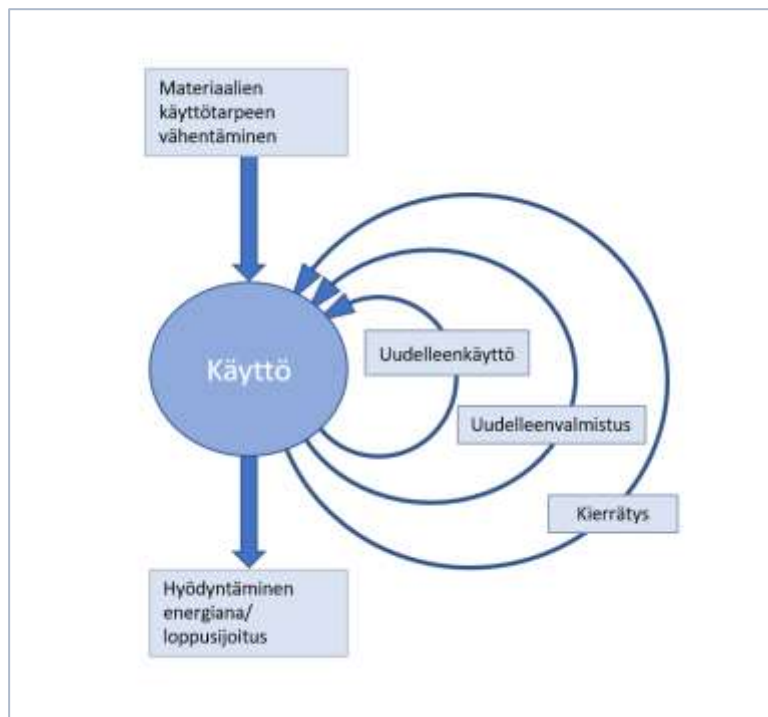 Materiaalien
käyttötarpeen
vähentäminen
Uudelleenkäyttö
Käyttö
Uudelleenvalmistus
Kierrätys
Hyödyntäminen
energiana/
loppusijoitus